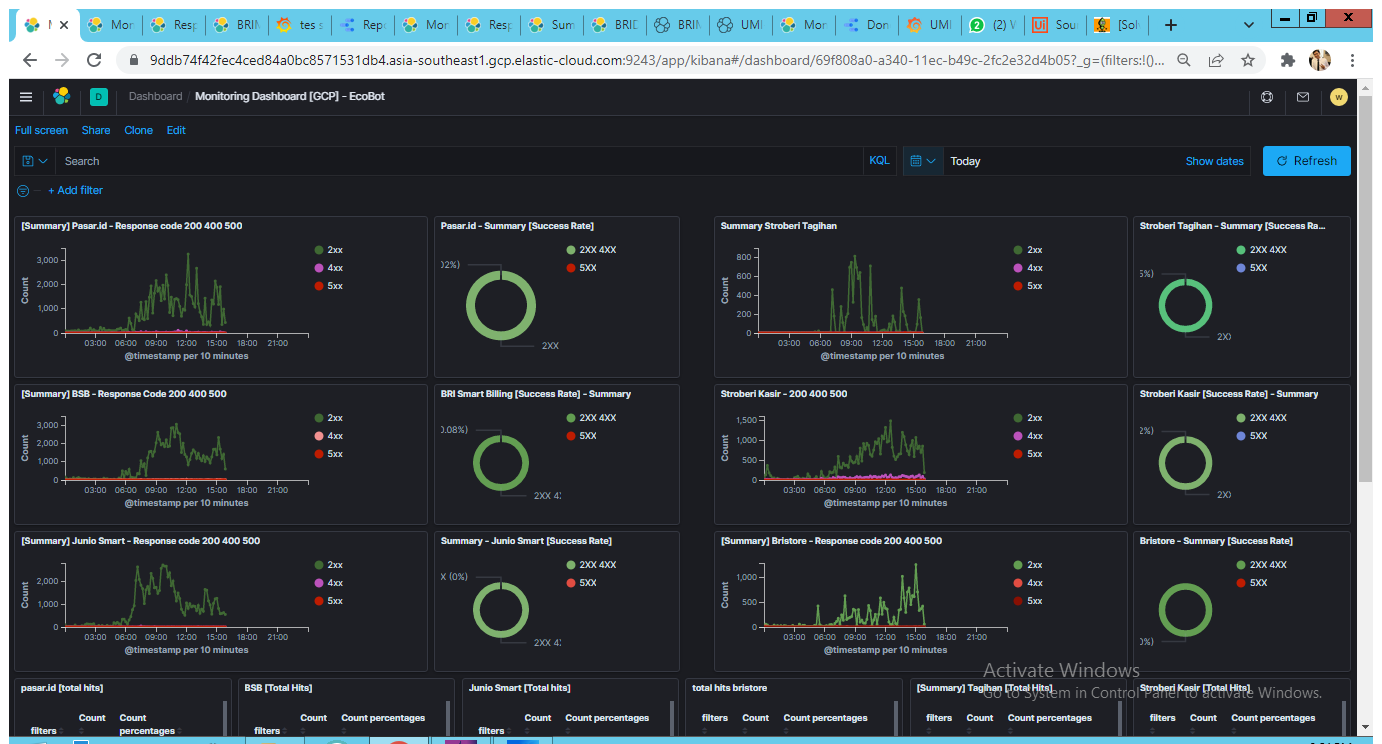 Mon
Resp
BRIN
tes s
Repo
Mon
Resp
Sum
BRID
BRIN
UMI
Mon
Don
UMI
(2) W
Sour
[Sol
9ddb74f42fec4ced84a0bc8571531db4.asia-southeast1.gcp.elastic-cloud.com:9243/app/kibana#/dashboard/69f808a0-a340-11ec-b49c-2fc2e32d4b05?_g=(filters:!()...
D
Dashboard / Monitoring Dashboard [GCP] - EcoBot
w
Full screen Share Clone Edit
Search
KQL
Today
Show dates
Refresh
+ Add filter
[Summary] Pasar.id - Response code 200 400 500
Count
3,000
2,000
1,000
0
03:00 06:00 09:00 12:00 15:00 18:00 21:00
@timestamp per 10 minutes
2xx
4xx
5xx
Pasar.id - Summary [Success Rate]
02%)
2XX
2XX 4XX
5XX
Summary Stroberi Tagihan
Count
800
600
400
200
0
03:00 06:00 09:00 12:00 15:00 18:00 21:00
@timestamp per 10 minutes
2xx
4xx
5xx
Stroberi Tagihan - Summary [Success Ra...
5%)
2X)
2XX 4XX
5XX
[Summary] BSB - Response Code 200 400 500
Count
3,000
2,000
1,000
0
03:00 06:00 09:00 12:00 15:00 18:00 21:00
@timestamp per 10 minutes
2xx
4xx
5xx
BRI Smart Billing [Success Rate] - Summary
0.08%)
2XX 4:
2XX 4XX
5XX
Stroberi Kasir - 200 400 500
Count
1,500
1,000
500
0
03:00 06:00 09:00 12:00 15:00 18:00 21:00
@timestamp per 10 minutes
2xx
4xx
5xx
Stroberi Kasir [Success Rate] - Summary
2%)
2X)
2XX 4XX
5XX
[Summary] Junio Smart - Response code 200 400 500
Count
2,000
1,000
0
03:00 06:00 09:00 12:00 15:00 18:00 21:00
@timestamp per 10 minutes
2xx
4xx
5xx
Summary - Junio Smart [Success Rate]
X (0%)
2XX 4:
2XX 4XX
5XX
[Summary] Bristore - Response code 200 400 500
Count
1,000
500
0
03:00 06:00 09:00 12:00 15:00 18:00 21:00
@timestamp per 10 minutes
2xx
4xx
5xx
Bristore - Summary [Success Rate]
0%)
2XX 4XX
5XX
Activate Windows
Go to System in Control Panel to activate Windows.
pasar.id [total hits]
filters Count Count percentages
BSB [Total Hits]
filters Count Count percentages
Junio Smart [Total hits]
filters Count Count percentages
total hits bristore
filters Count Count percentages
[Summary] Tagihan [Total Hits]
filters Count Count percentages
Stroberi Kasir [Total Hits]
filters Count Count percentages